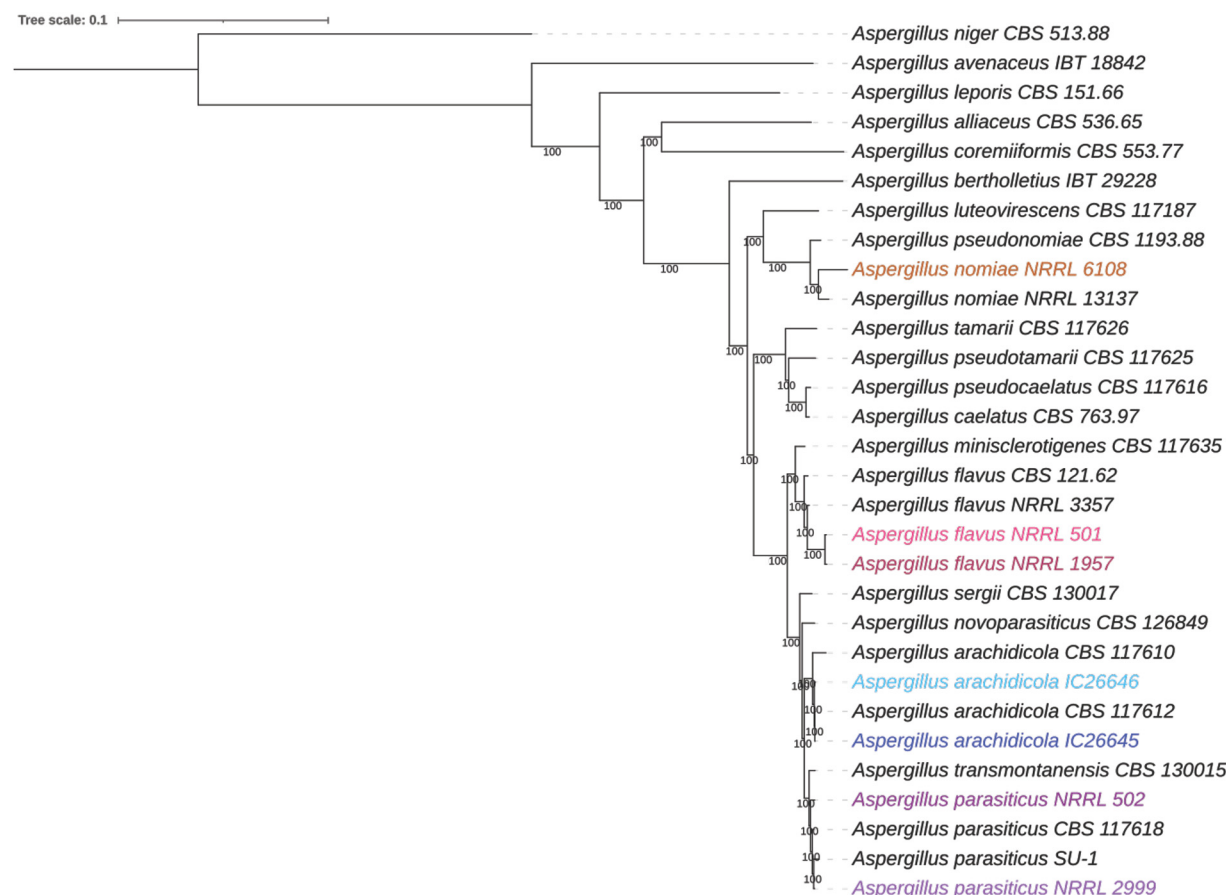 Tree scale: 0.1
Aspergillus niger CBS 513.88
Aspergillus avenaceus IBT 18842
Aspergillus leporis CBS 151.66
100
Aspergillus alliaceus CBS 536.65
100
Aspergillus coremiiformis CBS 553.77
Aspergillus bertholletius IBT 29228
100
Aspergillus luteovirescens CBS 117187
100
Aspergillus pseudonomiae CBS 1193.88
100
100
Aspergillus nomiae NRRL 6108
100
Aspergillus nomiae NRRL 13137
Aspergillus tamarii CBS 117626
100
100
Aspergillus pseudotamarii CBS 117625
100
Aspergillus pseudocaelatus CBS 117616
100
Aspergillus caelatus CBS 763.97
Aspergillus minisclerotigenes CBS 117635
100
Aspergillus flavus CBS 121.62
100
Aspergillus flavus NRRL 3357
100
100
Aspergillus flavus NRRL 501
100
100
Aspergillus flavus NRRL 1957
Aspergillus sergii CBS 130017
Aspergillus novoparasiticus CBS 126849
100
Aspergillus arachidicola CBS 117610
Aspergillus arachidicola IC26646
100
100
Aspergillus arachidicola CBS 117612
100
100
Aspergillus arachidicola IC26645
100
Aspergillus transmontanensis CBS 130015
Aspergillus parasiticus NRRL 502
100
Aspergillus parasiticus CBS 117618
100
Aspergillus parasiticus SU-1
100
Aspergillus parasiticus NRRL 2999
100